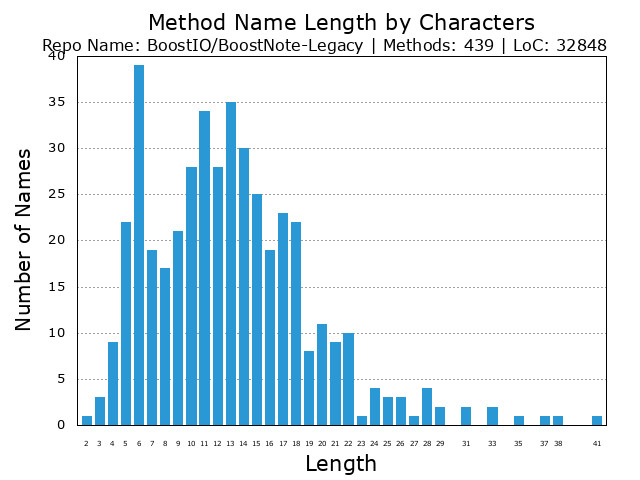 Method Name Length by Characters
Repo Name: BoostIO/BoostNote-Legacy | Methods: 439 | LoC: 32848
40
35
30
25
20
15
10
5
0
Number of Names
2 3 4 5 6 7 8 9 10 11 12 13 14 15 16 17 18 19 20 21 22 23 24 25 26 27 28 29 31 33 35 37 38 41
Length